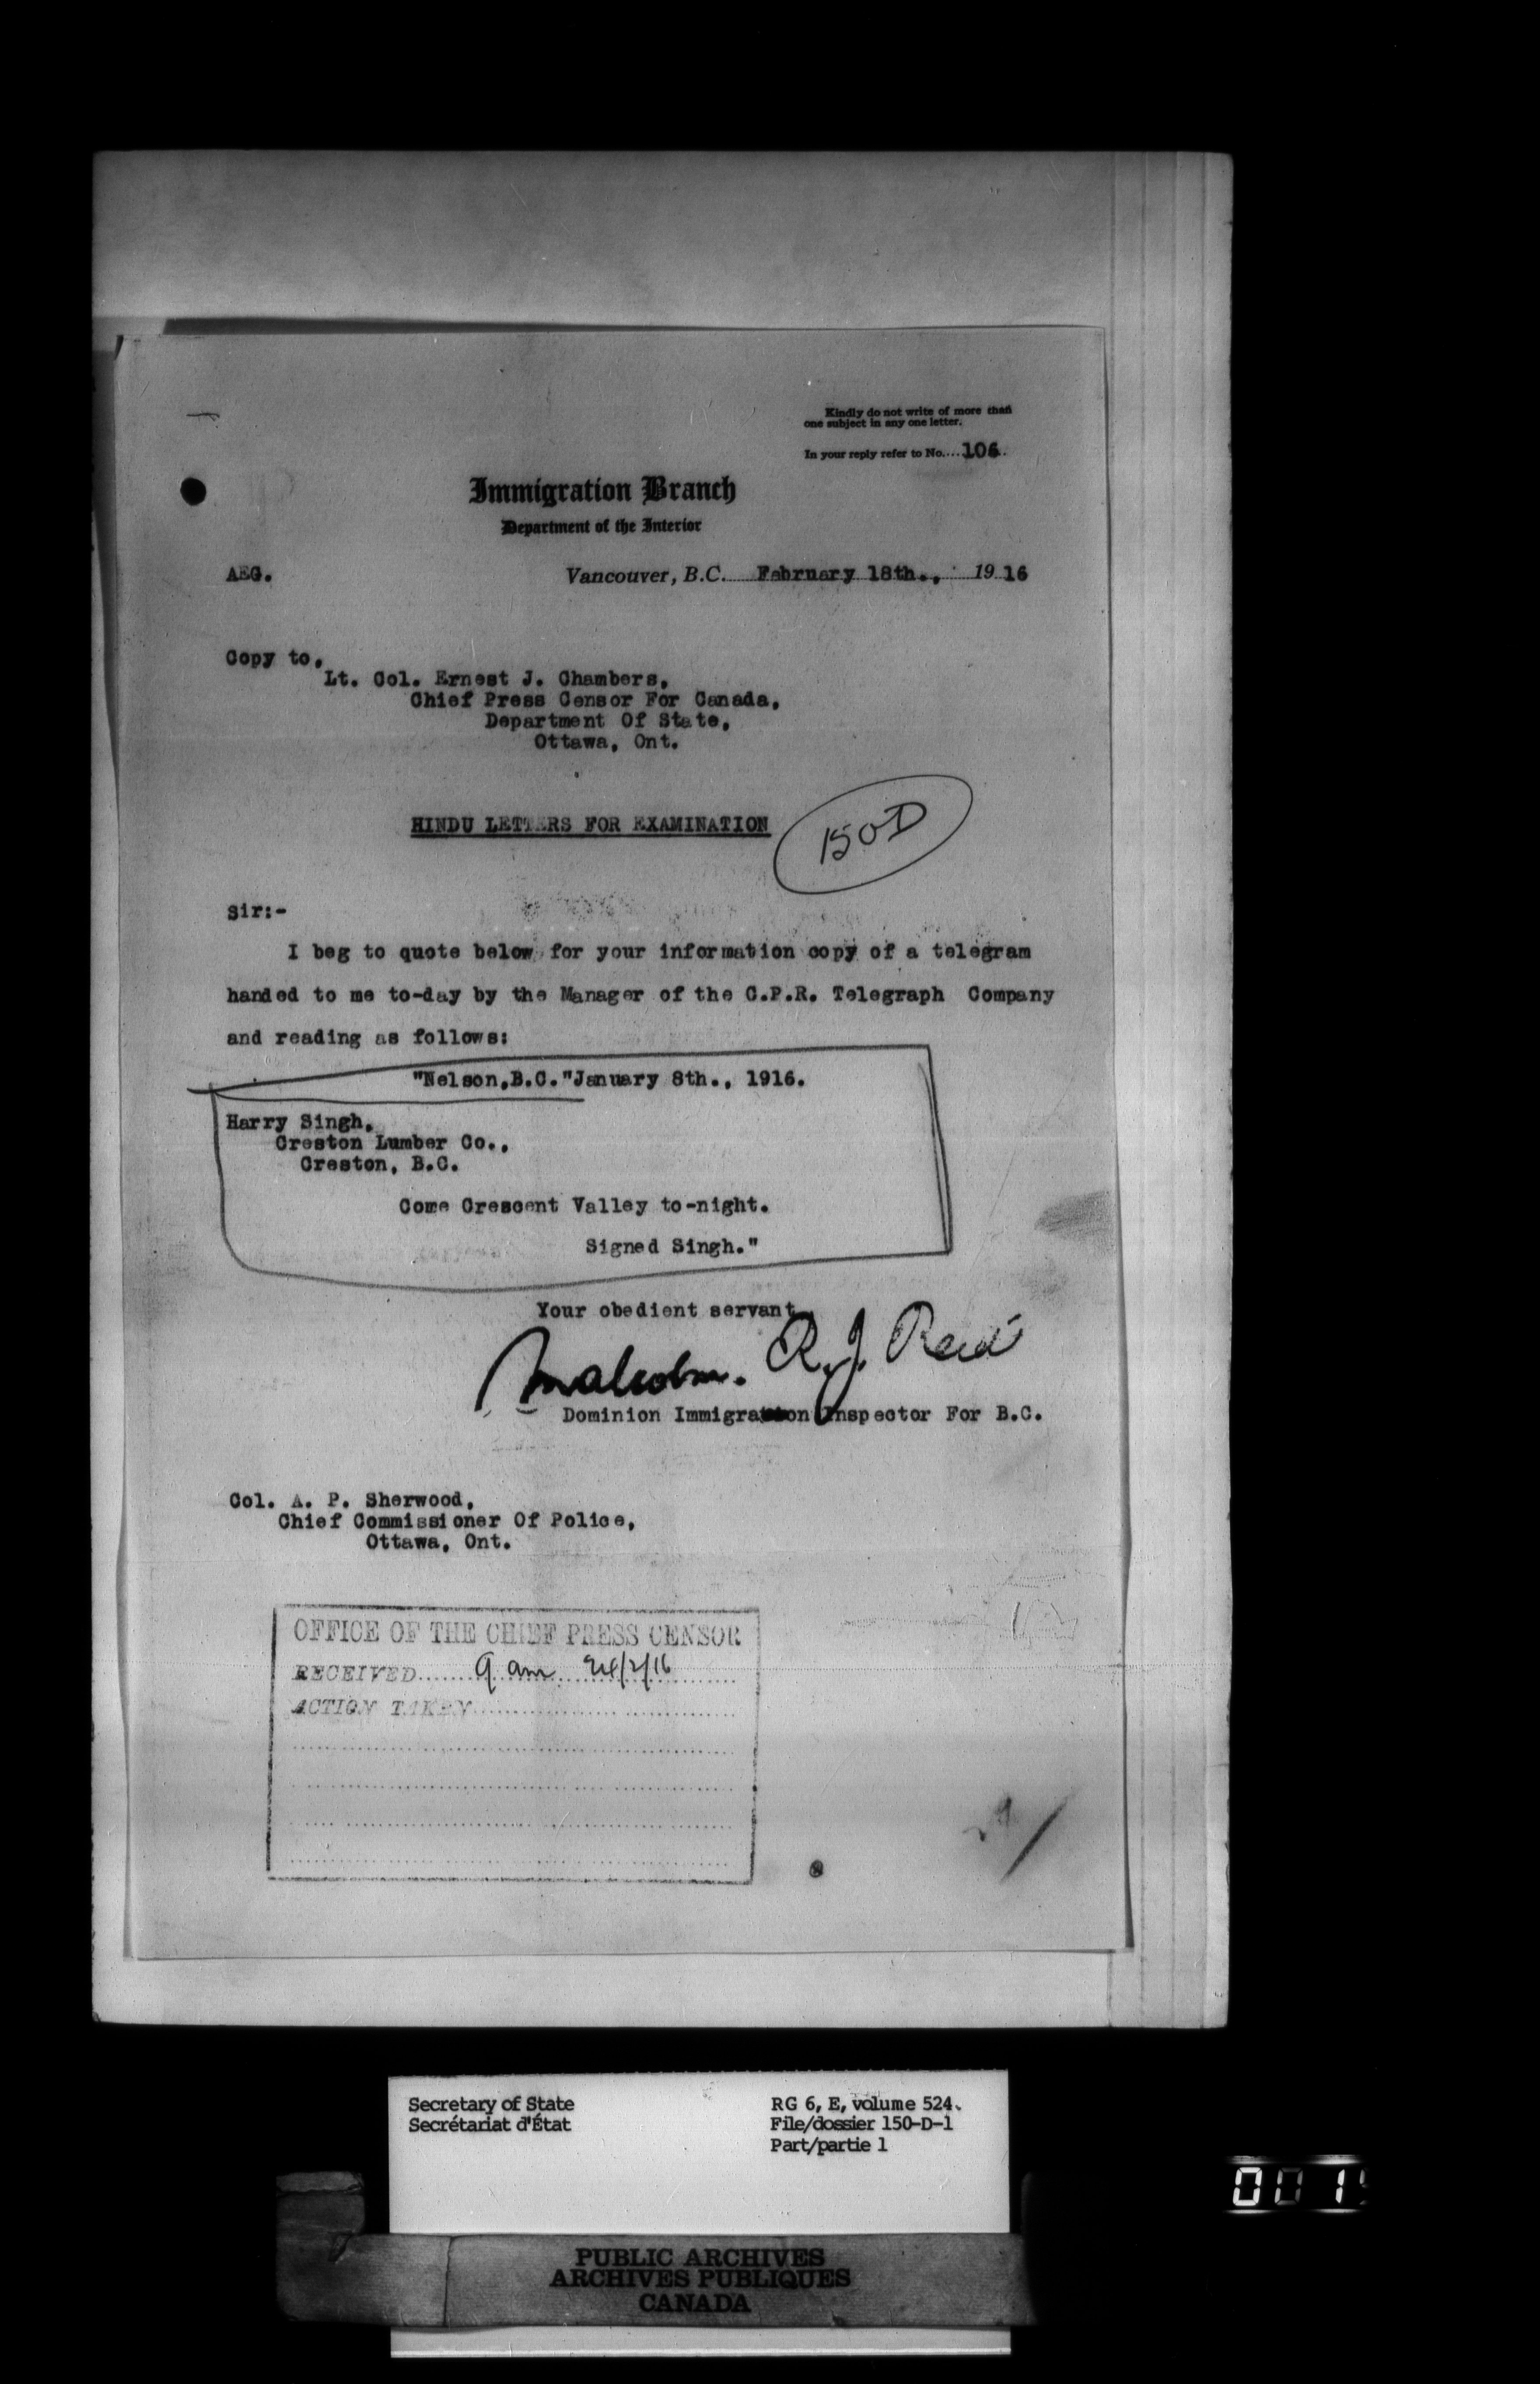 Kindly do not write of more than
one subject in any one letter.
In your reply refer to No....106.
Immigration Branch
Department of the Interior
AEG.
Vancouver, B.C. February 18th., 1916
Copy to,
Lt. Col. Ernest J. Chambers,
Chief Press Censor For Canada,
Department Of State,
Ottawa, Ont.
HINDU LETTERS FOR EXAMINATION
150D
Sir:-
I beg to quote below for your information copy of a telegram
handed to me to-day by the Manager of the C.P.R. Telegraph Company
and reading as follows:
"Nelson,B.C."January 8th., 1916.
Harry Singh,
Creston Lumber Co.,
Creston, B.C.
Come Crescent Valley to-night.
Signed Singh."
Your obedient servant,
Malcolm. R.J. Reid
Dominion Immigration Inspector For B.C.
Col. A. P. Sherwood,
Chief Commissioner Of Police,
Ottawa, Ont.
OFFICE OF THE CHIEF PRESS CENSOR
RECEIVED 9 am 24/2/16
ACTION TAKEN
Secretary of State
Secrétariat d'État
RG 6, E, volume 524.
File/dossier 150-D-1
Part/partie 1
PUBLIC ARCHIVES
ARCHIVES PUBLIQUES
CANADA